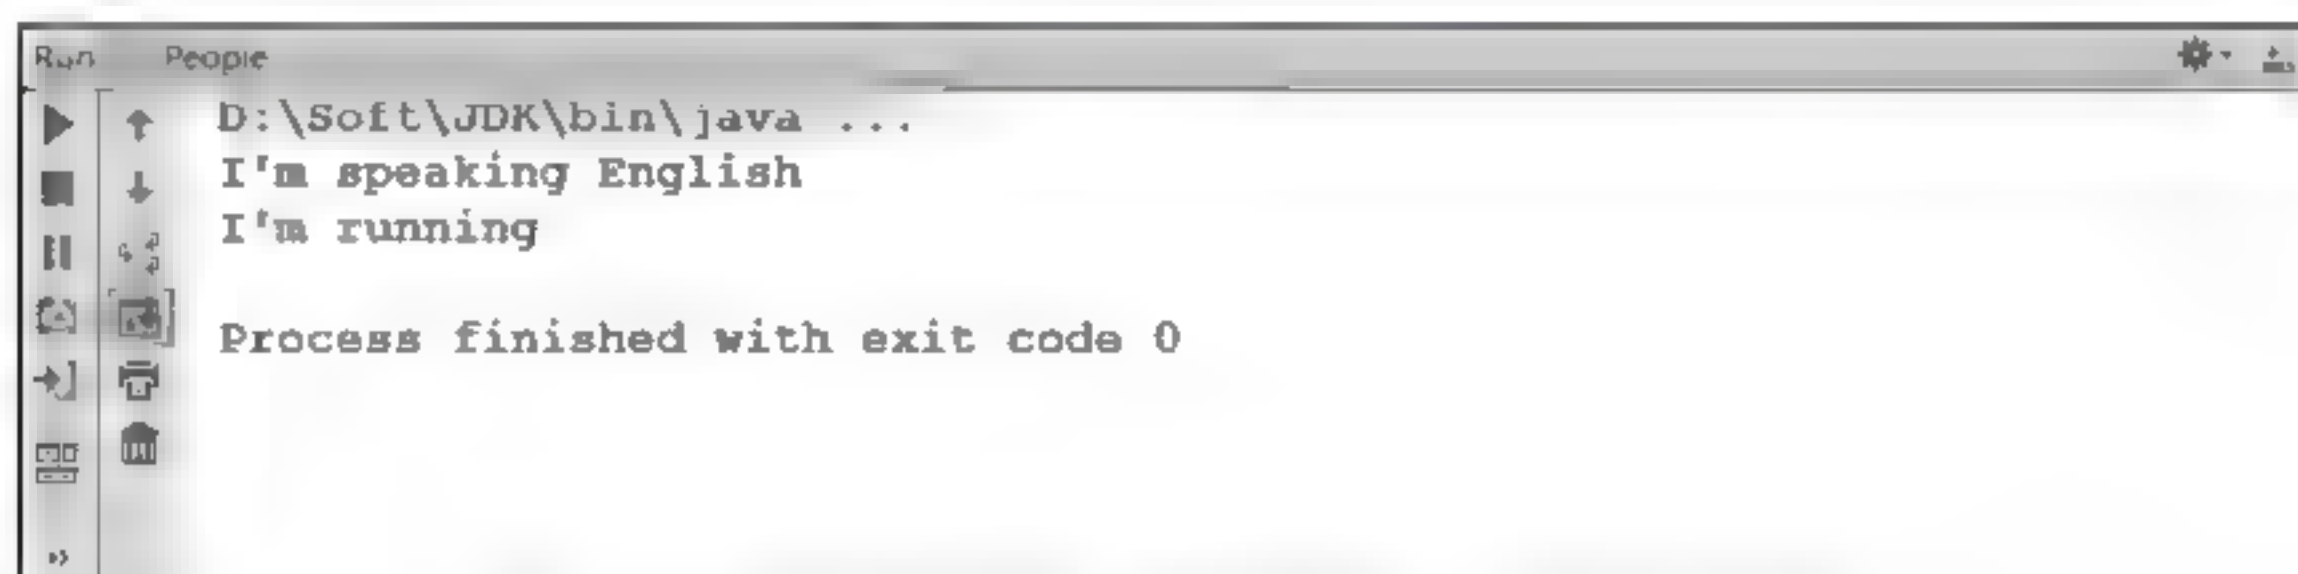 Run People
D:\Soft\JDK\bin\java ...
I'm speaking English
I'm running
Process finished with exit code 0